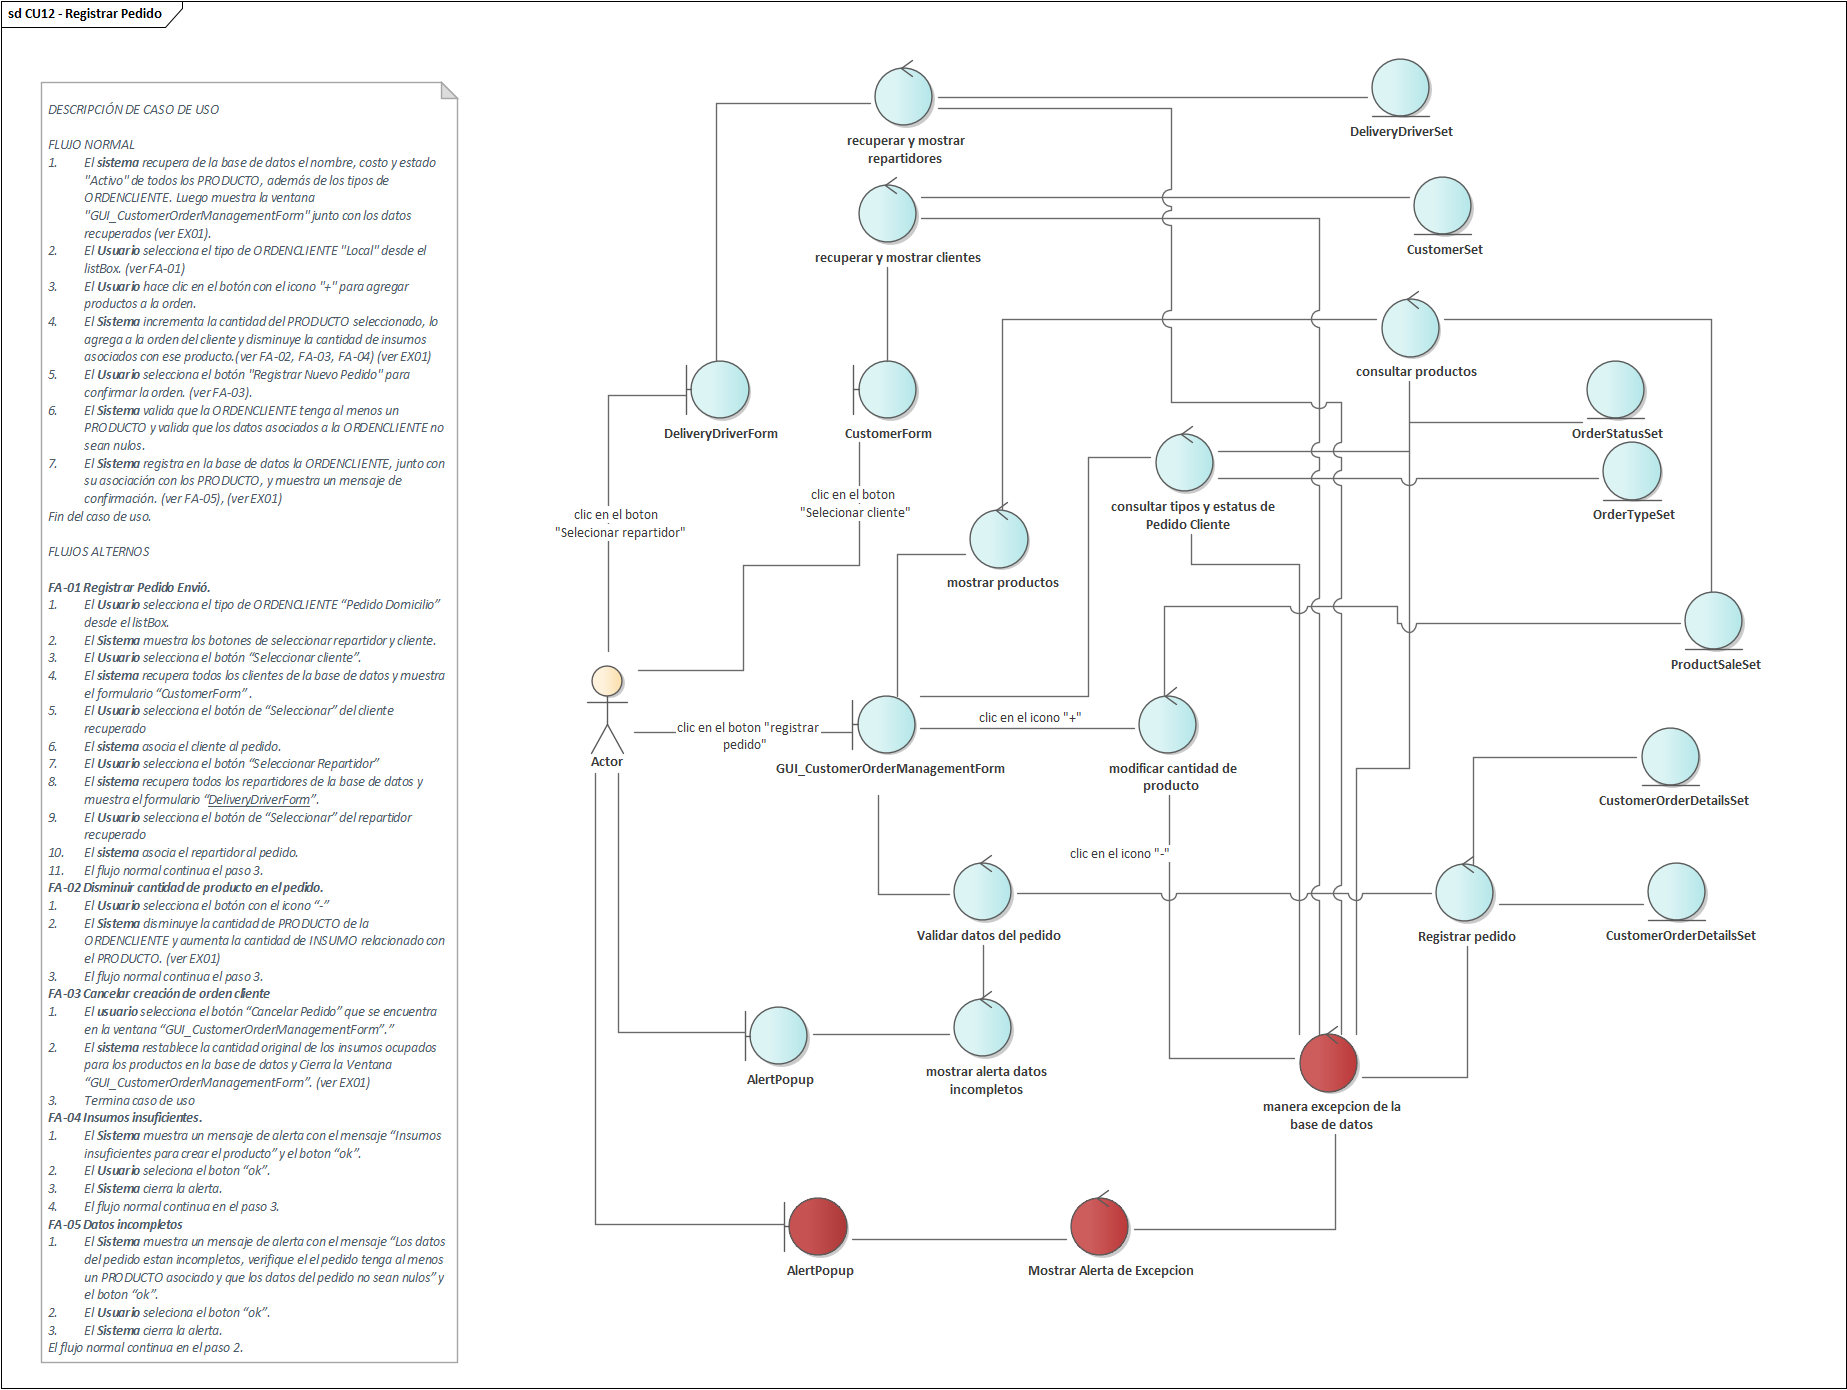 sd CU12 - Registrar Pedido
DESCRIPCIÓN DE CASO DE USO
FLUJO NORMAL
1. El sistema recupera de la base de datos el nombre, costo y estado
"Activo" de todos los PRODUCTO, además de los tipos de
ORDENCLIENTE. Luego muestra la ventana
"GUI_CustomerOrderManagementForm" junto con los datos
recuperados (ver EX01).
2. El Usuario selecciona el tipo de ORDENCLIENTE "Local" desde el
listBox. (ver FA-01)
3. El Usuario hace clic en el botón con el icono "+" para agregar
productos a la orden.
4. El Sistema incrementa la cantidad del PRODUCTO seleccionado, lo
agrega a la orden del cliente y disminuye la cantidad de insumos
asociados con ese producto.(ver FA-02, FA-03, FA-04) (ver EX01)
5. El Usuario selecciona el botón "Registrar Nuevo Pedido" para
confirmar la orden. (ver FA-03).
6. El Sistema valida que la ORDENCLIENTE tenga al menos un
PRODUCTO y valida que los datos asociados a la ORDENCLIENTE no
sean nulos.
7. El Sistema registra en la base de datos la ORDENCLIENTE, junto con
su asociación con los PRODUCTO, y muestra un mensaje de
confirmación. (ver FA-05), (ver EX01)
Fin del caso de uso.
FLUJOS ALTERNOS
FA-01 Registrar Pedido Envió.
1. El Usuario selecciona el tipo de ORDENCLIENTE “Pedido Domicilio”
desde el listBox.
2. El Sistema muestra los botones de seleccionar repartidor y cliente.
3. El Usuario selecciona el botón “Seleccionar cliente”.
4. El sistema recupera todos los clientes de la base de datos y muestra
el formulario “CustomerForm” .
5. El Usuario selecciona el botón de “Seleccionar” del cliente
recuperado
6. El sistema asocia el cliente al pedido.
7. El Usuario selecciona el botón “Seleccionar Repartidor”
8. El sistema recupera todos los repartidores de la base de datos y
muestra el formulario “DeliveryDriverForm”.
9. El Usuario selecciona el botón de “Seleccionar” del repartidor
recuperado
10. El sistema asocia el repartidor al pedido.
11. El flujo normal continua el paso 3.
FA-02 Disminuir cantidad de producto en el pedido.
1. El Usuario selecciona el botón con el icono “-”
2. El Sistema disminuye la cantidad de PRODUCTO de la
ORDENCLIENTE y aumenta la cantidad de INSUMO relacionado con
el PRODUCTO. (ver EX01)
3. El flujo normal continua el paso 3.
FA-03 Cancelar creación de orden cliente
1. El usuario selecciona el botón “Cancelar Pedido” que se encuentra
en la ventana “GUI_CustomerOrderManagementForm”.”
2. El sistema restablece la cantidad original de los insumos ocupados
para los productos en la base de datos y Cierra la Ventana
“GUI_CustomerOrderManagementForm”. (ver EX01)
3. Termina caso de uso
FA-04 Insumos insuficientes.
1. El Sistema muestra un mensaje de alerta con el mensaje “Insumos
insuficientes para crear el producto” y el boton “ok”.
2. El Usuario seleciona el boton “ok”.
3. El Sistema cierra la alerta.
4. El flujo normal continua en el paso 3.
FA-05 Datos incompletos
1. El Sistema muestra un mensaje de alerta con el mensaje “Los datos
del pedido estan incompletos, verifique el el pedido tenga al menos
un PRODUCTO asociado y que los datos del pedido no sean nulos” y
el boton “ok”.
2. El Usuario seleciona el boton “ok”.
3. El Sistema cierra la alerta.
El flujo normal continua en el paso 2.
recuperar y mostrar
repartidores
DeliveryDriverSet
recuperar y mostrar clientes
CustomerSet
consultar productos
DeliveryDriverForm
CustomerForm
OrderStatusSet
clic en el boton
"Selecionar cliente"
clic en el boton
"Selecionar repartidor"
consultar tipos y estatus de
Pedido Cliente
OrderTypeSet
mostrar productos
ProductSaleSet
Actor
clic en el boton "registrar
pedido"
GUI_CustomerOrderManagementForm
clic en el icono "+"
modificar cantidad de
producto
CustomerOrderDetailsSet
clic en el icono "-"
Validar datos del pedido
Registrar pedido
CustomerOrderDetailsSet
AlertPopup
mostrar alerta datos
incompletos
manera excepcion de la
base de datos
AlertPopup
Mostrar Alerta de Excepcion